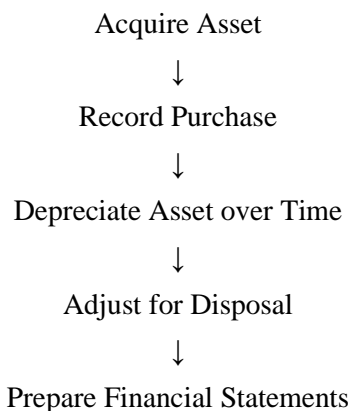 Acquire Asset
↓
Record Purchase
↓
Depreciate Asset over Time
↓
Adjust for Disposal
↓
Prepare Financial Statements